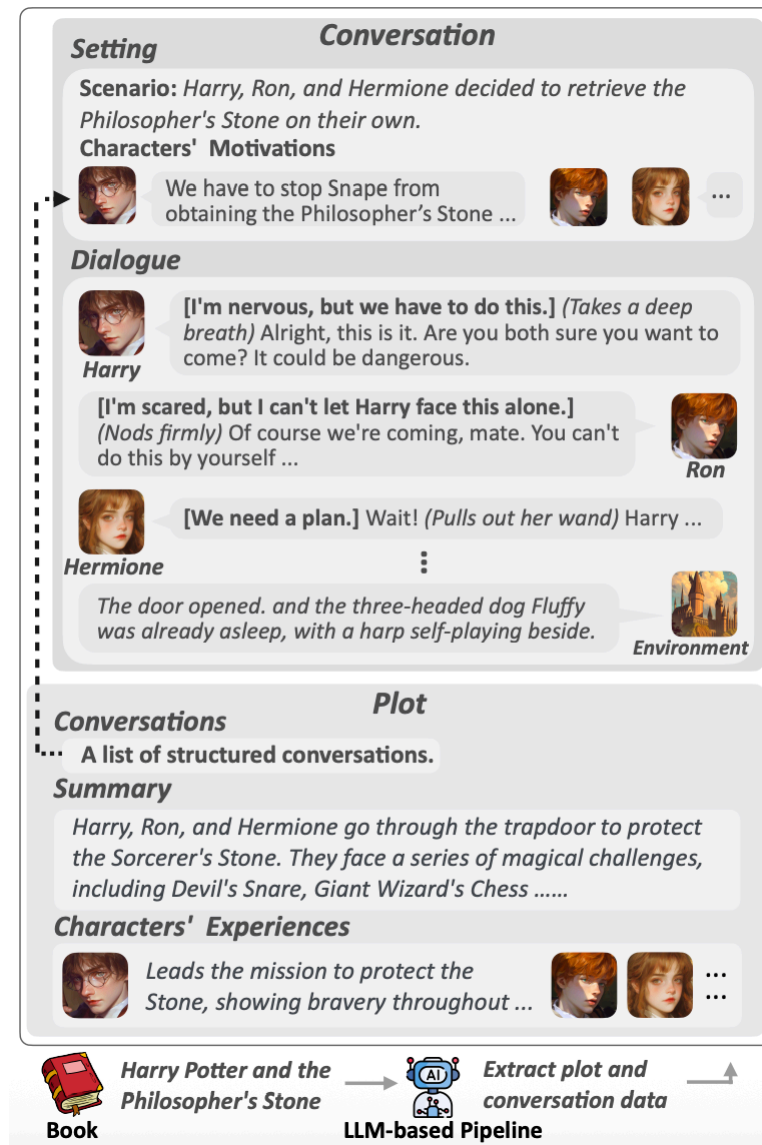 Conversation
Setting
Scenario: Harry, Ron, and Hermione decided to retrieve the
Philosopher's Stone on their own.
Characters' Motivations
We have to stop Snape from
obtaining the Philosopher’s Stone ...
...
Dialogue
[I'm nervous, but we have to do this.] (Takes a deep
breath) Alright, this is it. Are you both sure you want to
come? It could be dangerous.
Harry
[I'm scared, but I can't let Harry face this alone.]
(Nods firmly) Of course we're coming, mate. You can't
do this by yourself ...
Ron
[We need a plan.] Wait! (Pulls out her wand) Harry ...
Hermione
The door opened. and the three-headed dog Fluffy
was already asleep, with a harp self-playing beside.
Environment
Plot
Conversations
A list of structured conversations.
Summary
Harry, Ron, and Hermione go through the trapdoor to protect
the Sorcerer's Stone. They face a series of magical challenges,
including Devil's Snare, Giant Wizard's Chess ......
Characters' Experiences
Leads the mission to protect the
Stone, showing bravery throughout ...
...
...
Harry Potter and the
Philosopher's Stone
Book
AI
LLM-based Pipeline
Extract plot and
conversation data